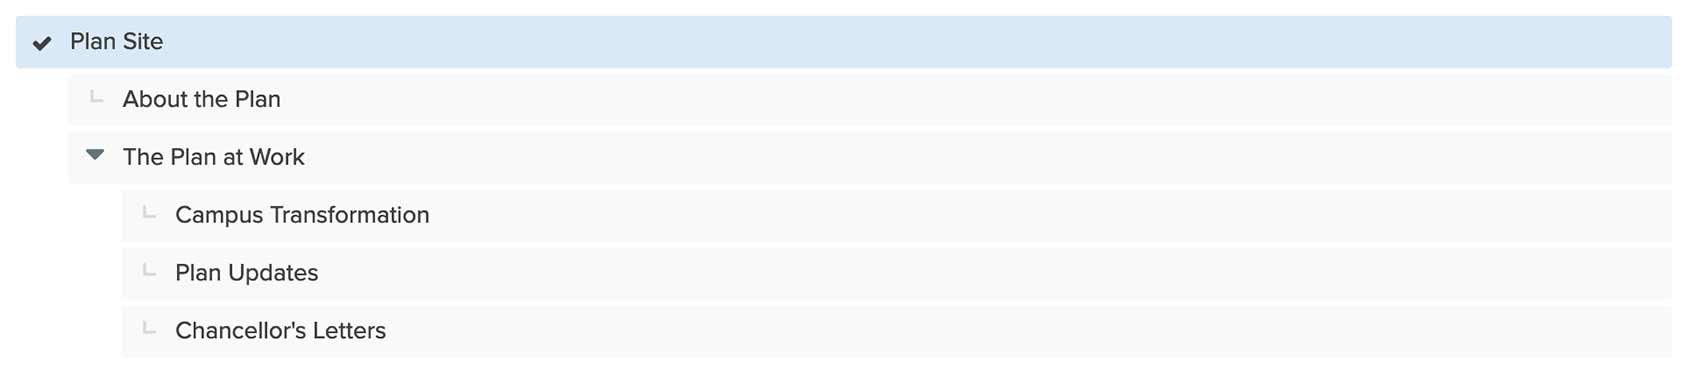 Plan Site
About the Plan
The Plan at Work
Campus Transformation
Plan Updates
Chancellor's Letters